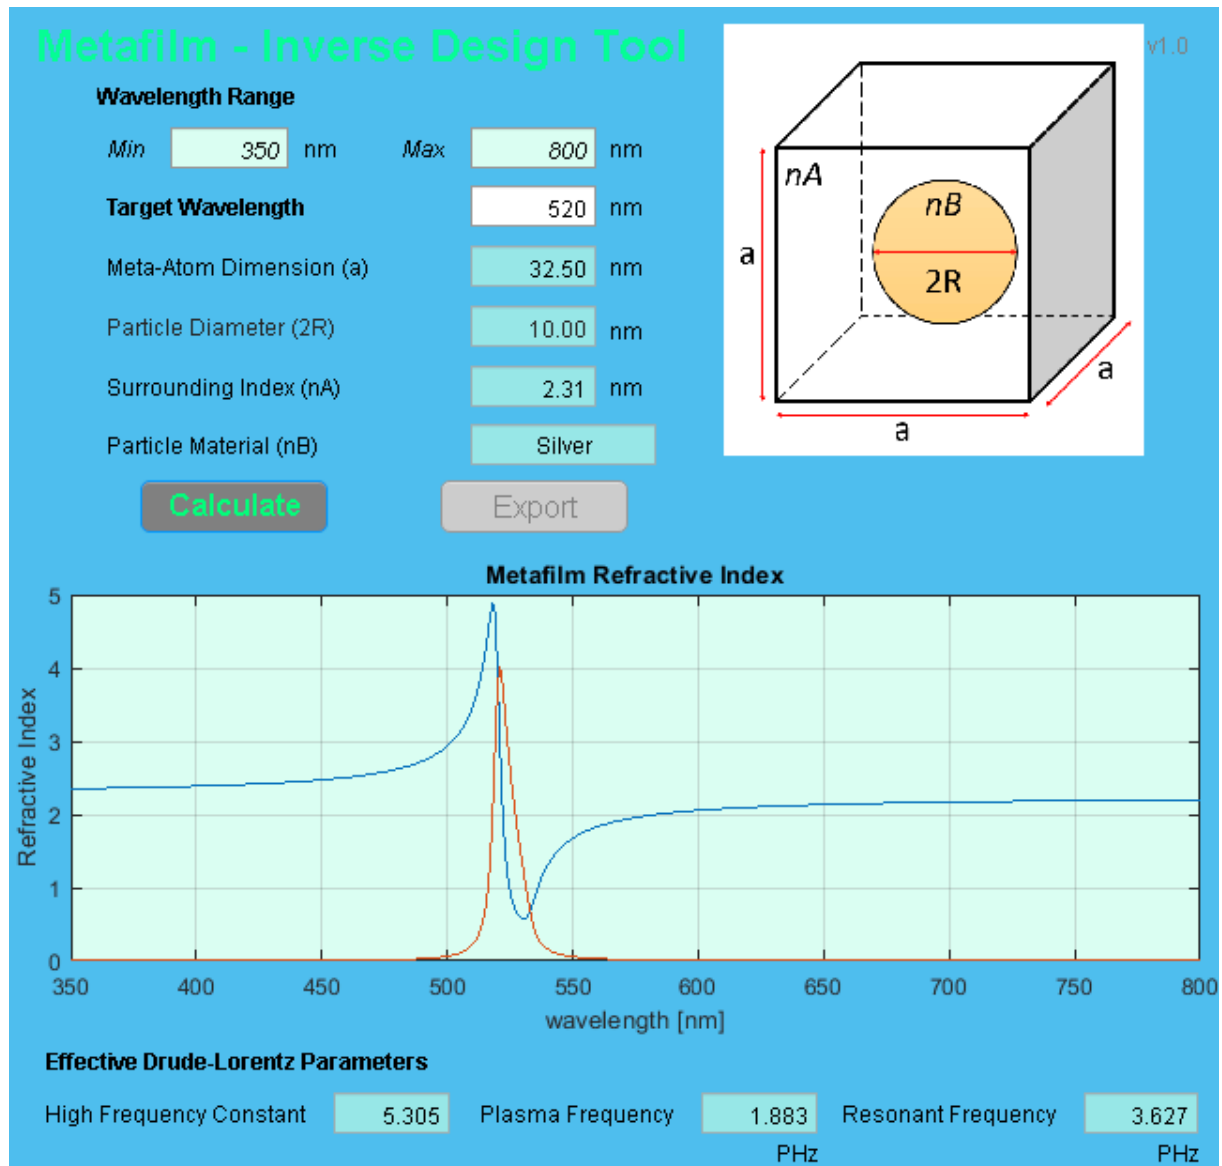 Metafilm - Inverse Design Tool
v1.0
Wavelength Range
Min 350 nm Max 800 nm
Target Wavelength 520 nm
Meta-Atom Dimension (a) 32.50 nm
Particle Diameter (2R) 10.00 nm
Surrounding Index (nA) 2.31 nm
Particle Material (nB) Silver
Calculate Export
nA
nB
a
2R
a
a
Metafilm Refractive Index
5
4
3
2
1
0
Refractive Index
350 400 450 500 550 600 650 700 750 800
wavelength [nm]
Effective Drude-Lorentz Parameters
High Frequency Constant 5.305 Plasma Frequency 1.883 Resonant Frequency 3.627
PHz PHz